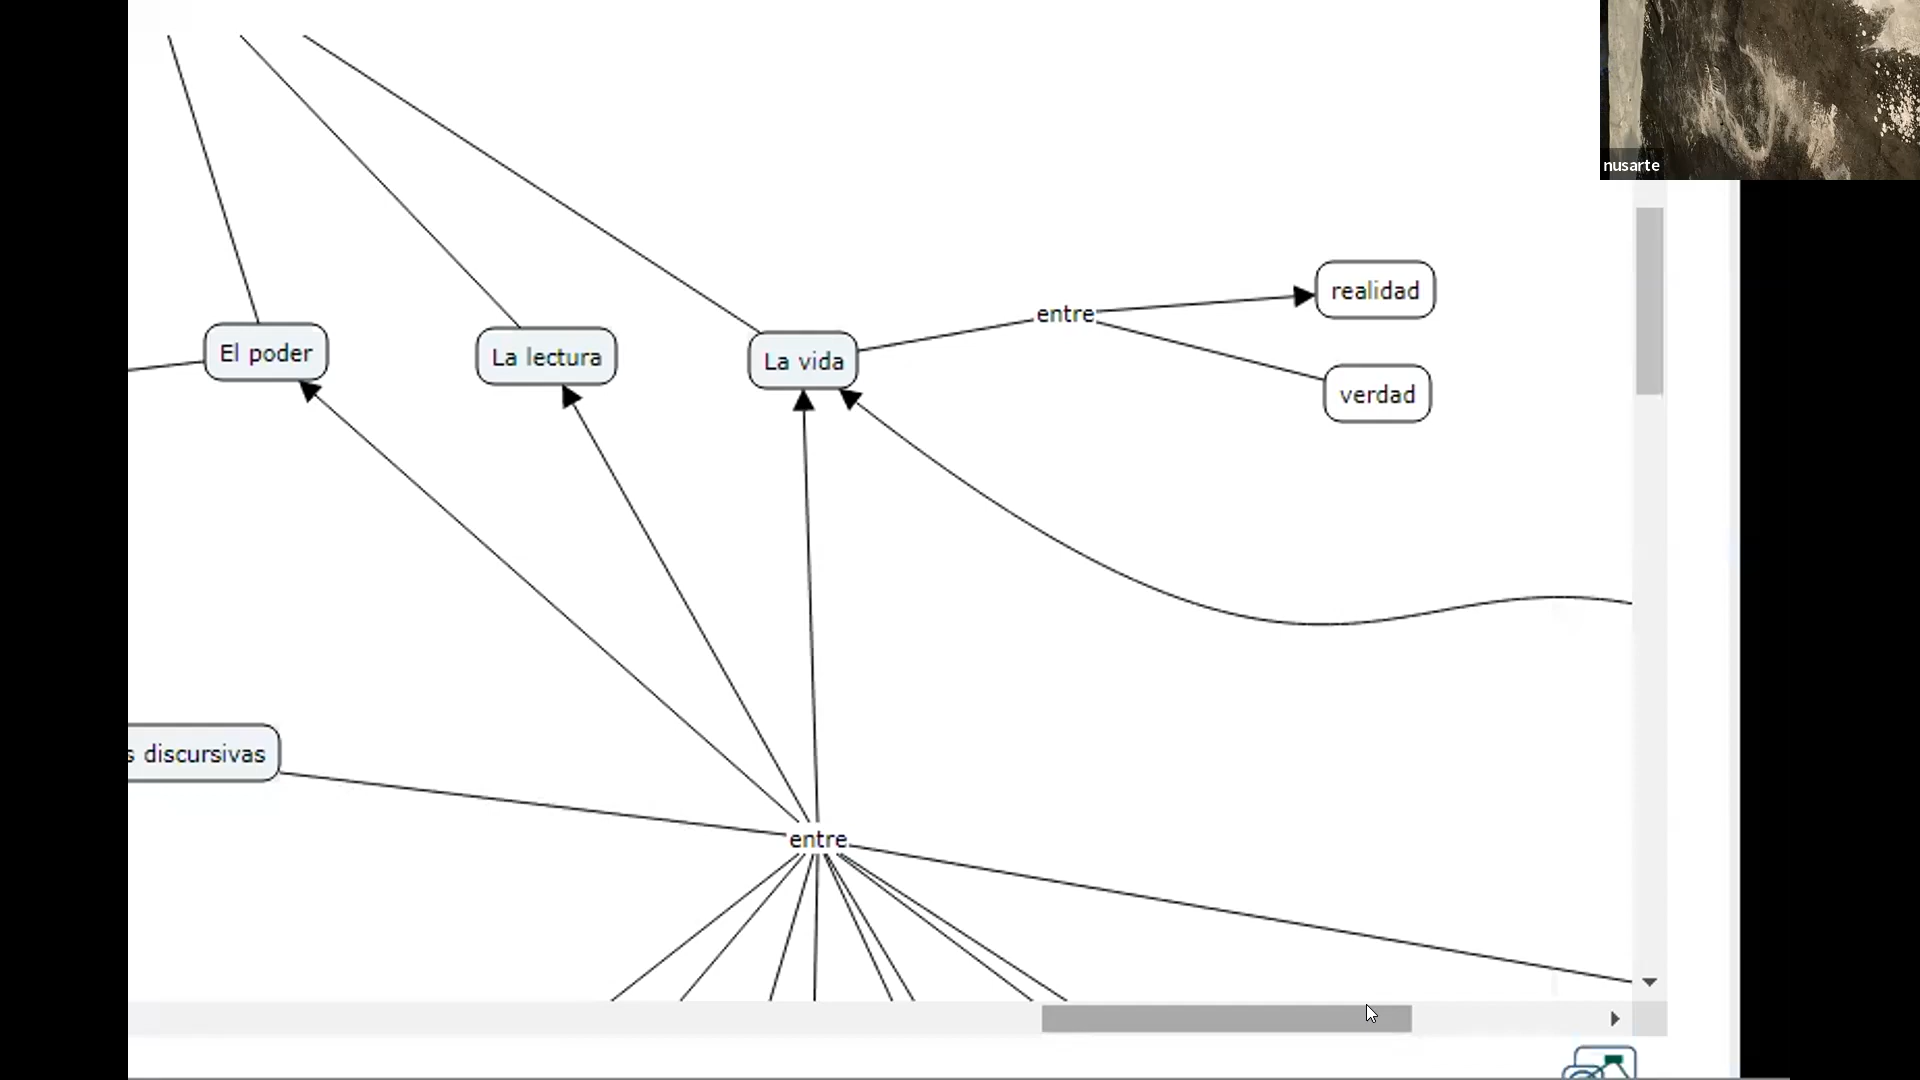 nusarte
realidad
entre
El poder
La lectura
La vida
verdad
s discursivas
entre